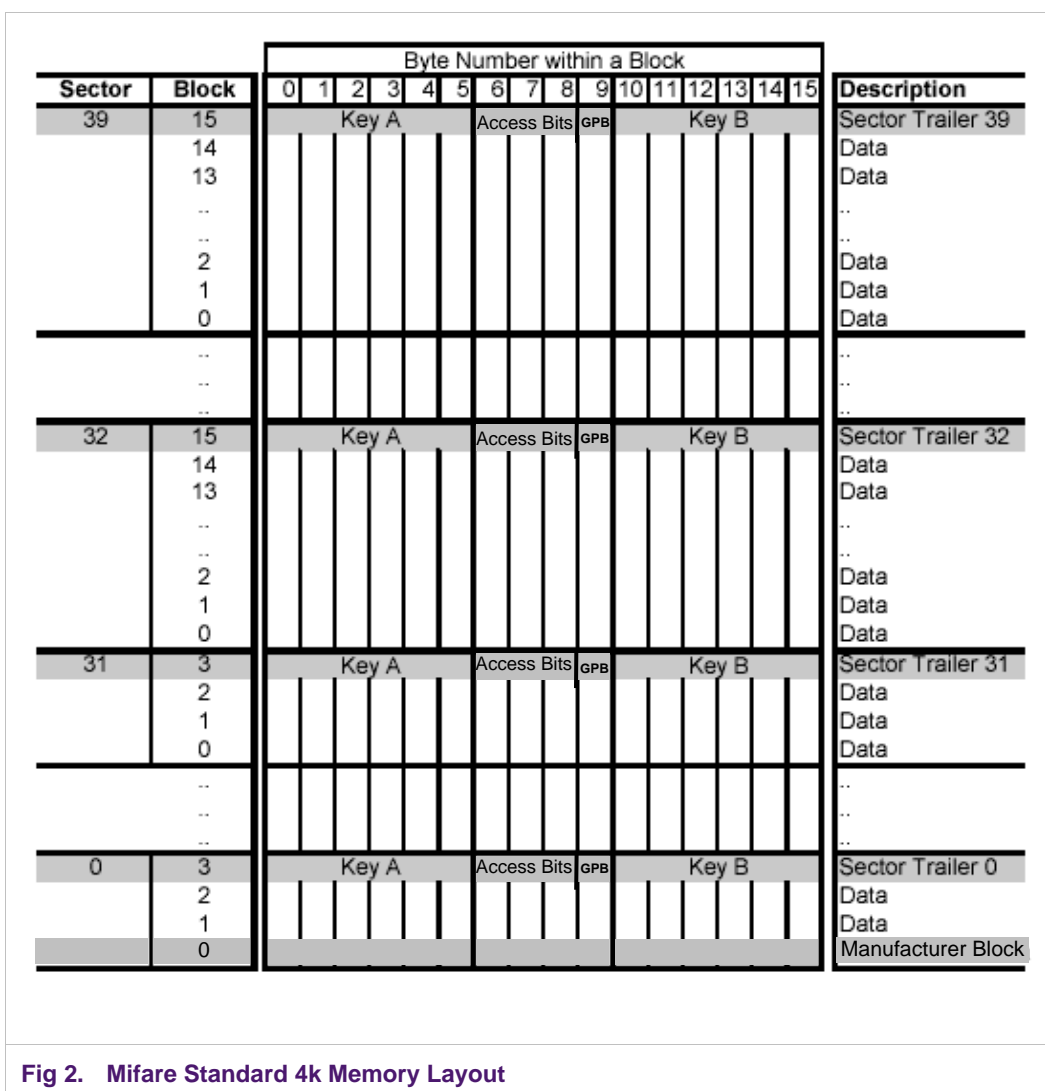 Byte Number within a Block
Sector Block 0 1 2 3 4 5 6 7 8 9 10 11 12 13 14 15 Description
39 15 Key A Access Bits GPB Key B Sector Trailer 39
14 Data
13 Data
.. ..
.. ..
2 Data
1 Data
0 Data
.. ..
.. ..
.. ..
32 15 Key A Access Bits GPB Key B Sector Trailer 32
14 Data
13 Data
.. ..
.. ..
2 Data
1 Data
0 Data
31 3 Key A Access Bits GPB Key B Sector Trailer 31
2 Data
1 Data
0 Data
.. ..
.. ..
.. ..
0 3 Key A Access Bits GPB Key B Sector Trailer 0
2 Data
1 Data
0 Manufacturer Block
Fig 2. Mifare Standard 4k Memory Layout